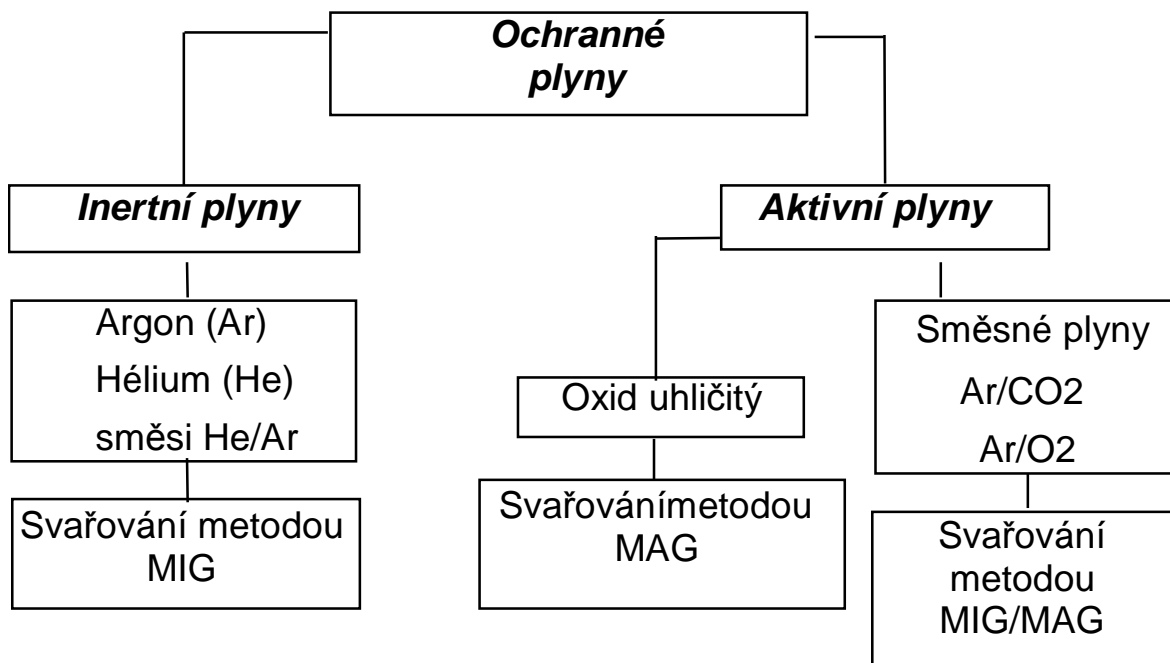 Ochranné
plyny
Inertní plyny
Aktivní plyny
Argon (Ar)
Hélium (He)
směsi He/Ar
Směsné plyny
Ar/CO2
Ar/O2
Oxid uhličitý
Svařování metodou
MIG
Svařovánímetodou
MAG
Svařování
metodou
MIG/MAG